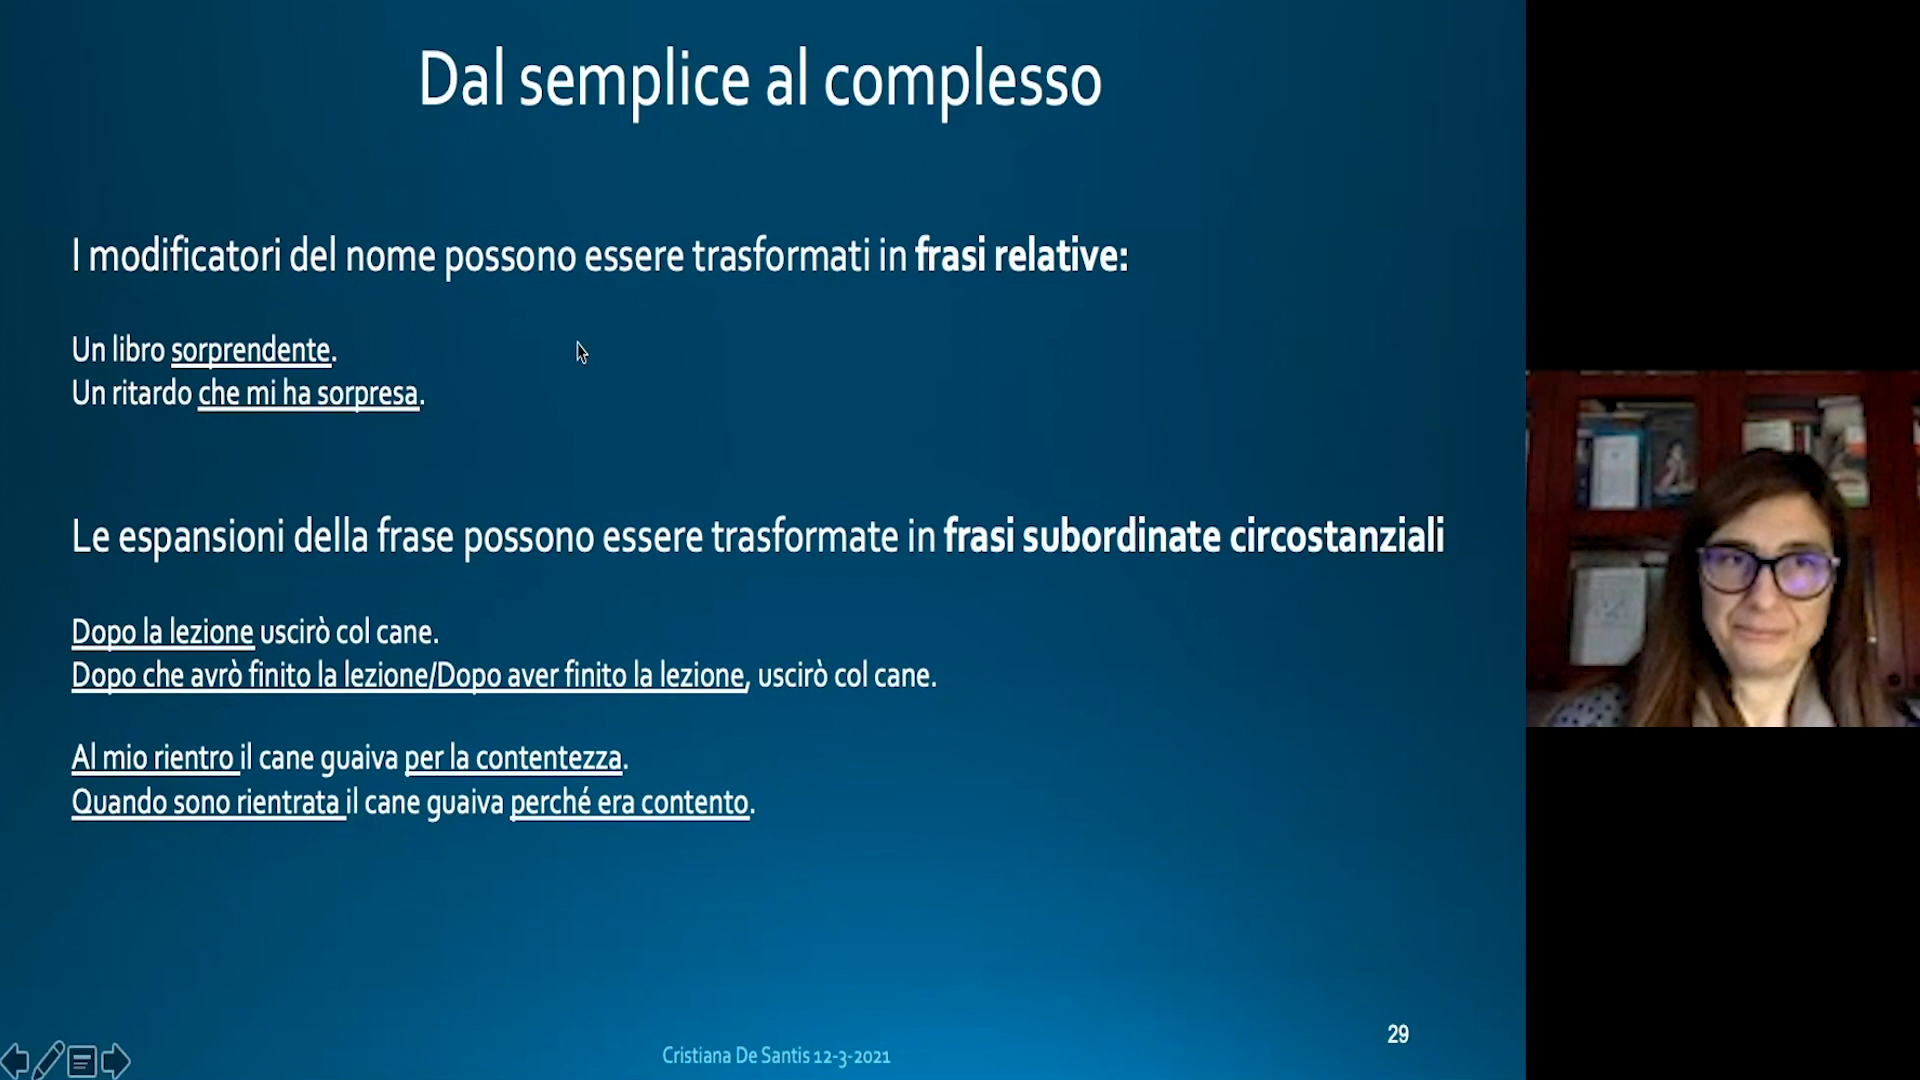 Dal semplice al complesso
I modificatori del nome possono essere trasformati in frasi relative:
Un libro sorprendente.
Un ritardo che mi ha sorpresa.
Le espansioni della frase possono essere trasformate in frasi subordinate circostanziali
Dopo la lezione uscirò col cane.
Dopo che avrò finito la lezione/Dopo aver finito la lezione, uscirò col cane.
Al mio rientro il cane guaiva per la contentezza.
Quando sono rientrata il cane guaiva perché era contento.
29
Cristiana De Santis 12-3-2021